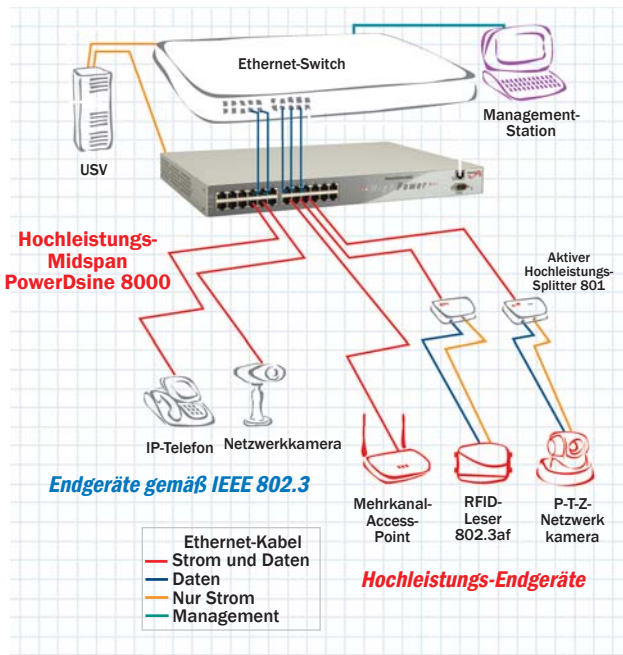 Ethernet-Switch
Management-
Station
USV
High Power
Hochleistungs-
Midspan
PowerDsine 8000
Aktiver
Hochleistungs-
Splitter 801
IP-Telefon
Netzwerkkamera
Endgeräte gemäß IEEE 802.3
Mehrkanal-
Access-
Point
RFID-
Leser
802.3af
P-T-Z-
Netzwerk
kamera
Hochleistungs-Endgeräte
Ethernet-Kabel
Strom und Daten
Daten
Nur Strom
Management